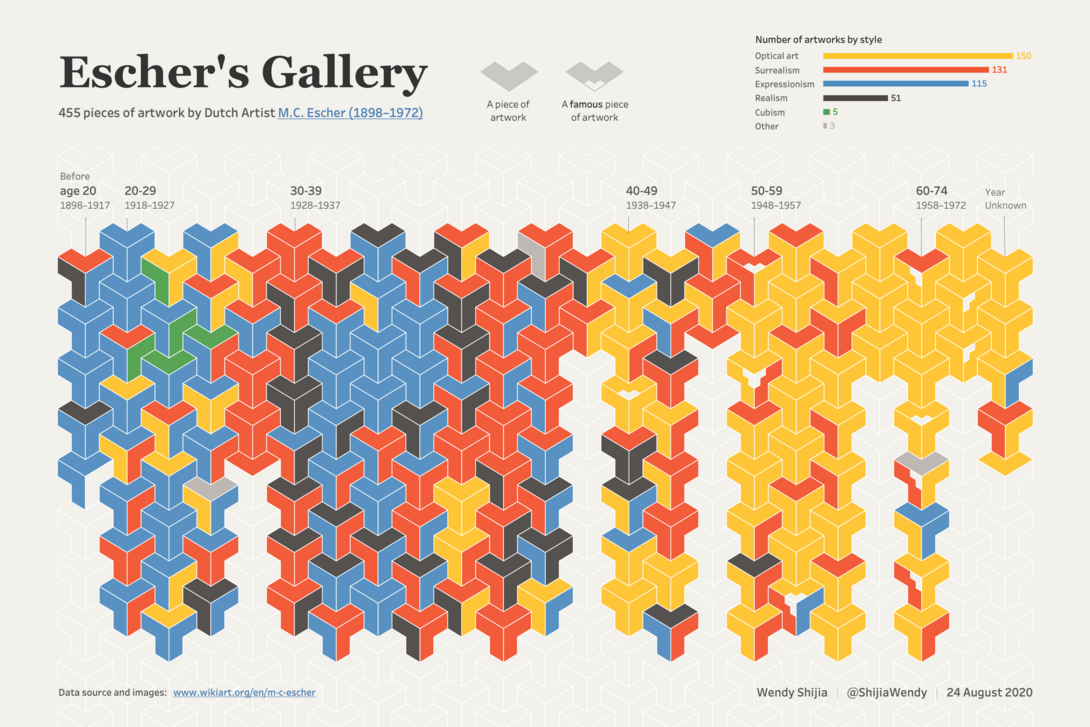 Escher's Gallery
455 pieces of artwork by Dutch Artist M.C. Escher (1898–1972)
A piece of
artwork
A famous piece
of artwork
Number of artworks by style
Optical art 150
Surrealism 131
Expressionism 115
Realism 51
Cubism 5
Other 3
Before
age 20
1898–1917
20-29
1918–1927
30-39
1928–1937
40-49
1938–1947
50-59
1948–1957
60-74
1958–1972
Year
Unknown
Data source and images: www.wikiart.org/en/m-c-escher
Wendy Shijia | @ShijiaWendy | 24 August 2020